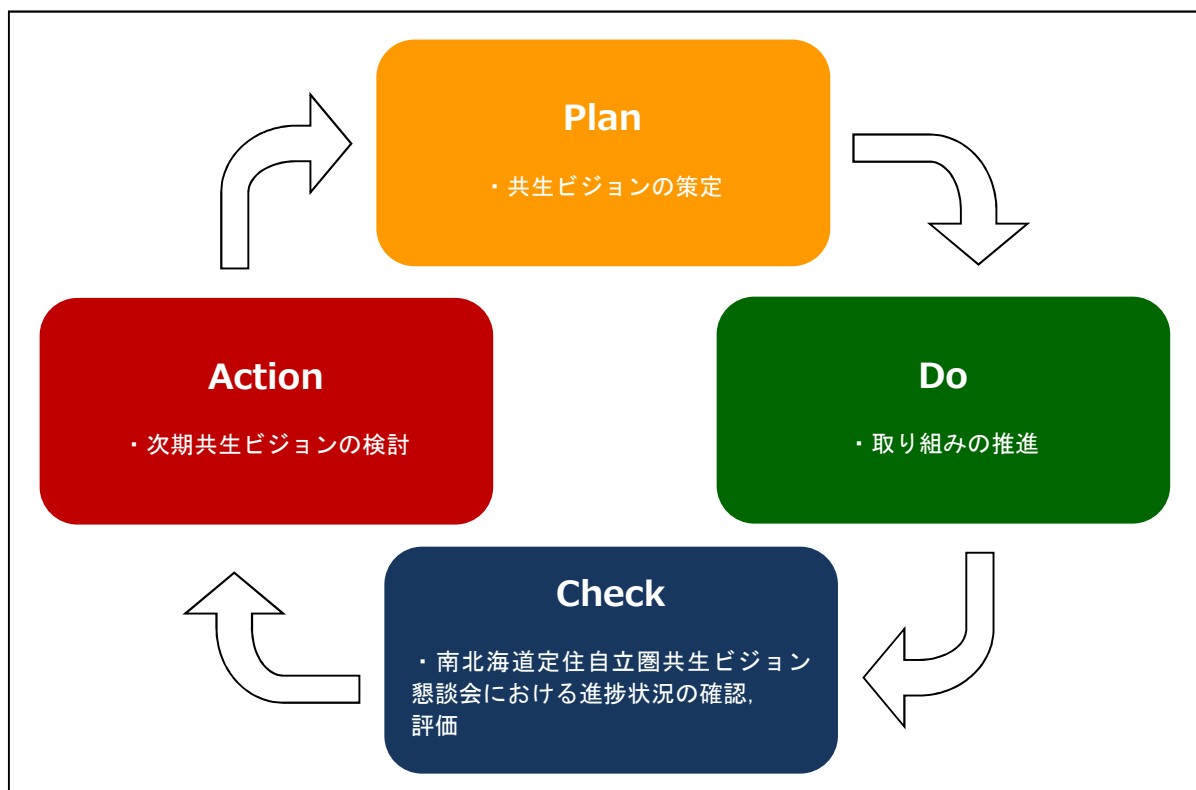 Plan
・共生ビジョンの策定
Do
・取り組みの推進
Check
・南北海道定住自立圏共生ビジョン
懇談会における進捗状況の確認,
評価
Action
・次期共生ビジョンの検討